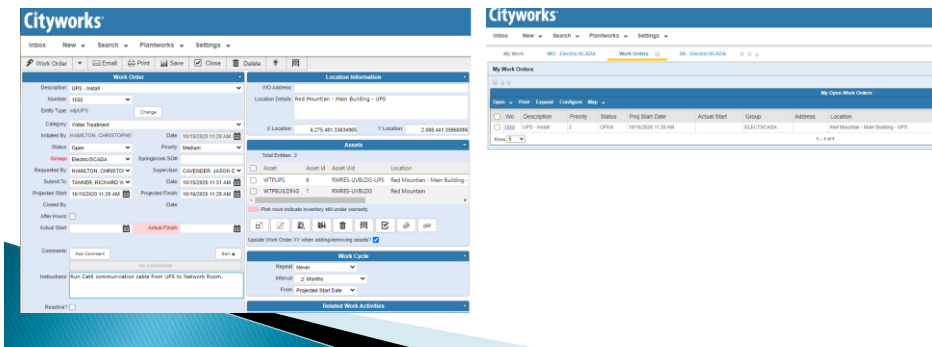 Cityworks
Inbox New Search Plantworks Settings
Work Order Email Print Save Close Delete
Work Order
Description: UPS - Install
Number: 1550
Entity Type: wtpUPS Change
Category: Water Treatment
Initiated By: HAMILTON, CHRISTOPHE Date: 10/15/2020 11:28 AM
Status: Open Priority: Medium
Group: Electric/SCADA Springbrook SO#:
Requested By: HAMILTON, CHRISTO Supervisor: CAVENDER, JASON D
Submit To: TANNER, RICHARD W Date: 10/15/2020 11:31 AM
Projected Start: 10/15/2020 11:28 AM Projected Finish: 10/16/2020 11:28 AM
Closed By: Date:
After Hours:
Actual Start: Actual Finish:
Comments: Add Comment Sort
no comments
Instructions: Run Cat6 communication cable from UPS to Network Room.
Reactive?
Location Information
WO Address:
Location Details: Red Mountian - Main Building - UPS
X Location: 6,275,481.33834905 Y Location:
Assets
Total Entities: 2
Asset Asset Id Asset UId Location
WTPUPS 6 RMRES-UVBLDG-UPS Red Mountian - Main Building -
WTPBUILDING 1 RMRES-UVBLDG Red Mountain
- Pink rows indicate inventory still under warranty.
Update Work Order XY when adding/removing assets?
Work Cycle
Repeat: Never
Interval: 2 Months
From: Projected Start Date
Related Work Activities
Cityworks
Inbox New Search Plantworks Settings
My Work WO - Electric/SCADA Work Orders SR - Electric/SCADA
My Work Orders
My Open Work Orders
Open Print Expand Configure Map
Wo Description Priority Status Proj Start Date Actual Start Group Address Location
1550 UPS - Install 2 OPEN 10/15/2020 11:28 AM ELECT/SCADA Red Mountian - Main Building - UPS
Rows 5 1 - 1 of 1